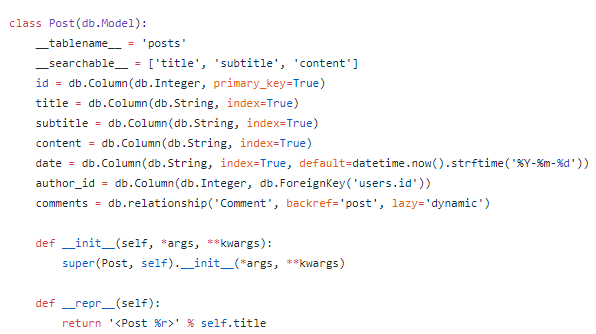 class Post(db.Model):
    __tablename__ = 'posts'
    __searchable__ = ['title', 'subtitle', 'content']
    id = db.Column(db.Integer, primary_key=True)
    title = db.Column(db.String, index=True)
    subtitle = db.Column(db.String, index=True)
    content = db.Column(db.String, index=True)
    date = db.Column(db.String, index=True, default=datetime.now().strftime('%Y-%m-%d'))
    author_id = db.Column(db.Integer, db.ForeignKey('users.id'))
    comments = db.relationship('Comment', backref='post', lazy='dynamic')

    def __init__(self, *args, **kwargs):
        super(Post, self).__init__(*args, **kwargs)

    def __repr__(self):
        return '<Post %r>' % self.title